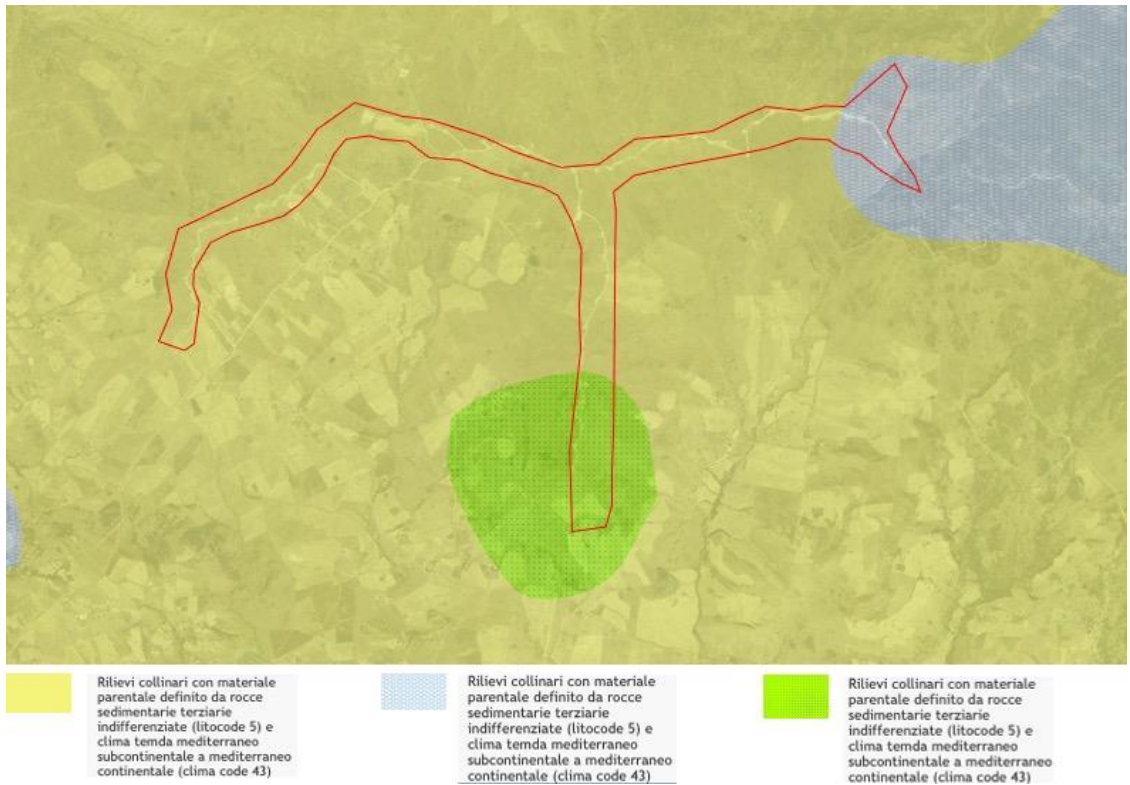 Rilievi collinari con materiale
parentale definito da rocce
sedimentarie terziarie
indifferenziate (litocode 5) e
clima temda mediterraneo
subcontinentale a mediterraneo
continentale (clima code 43)
Rilievi collinari con materiale
parentale definito da rocce
sedimentarie terziarie
indifferenziate (litocode 5) e
clima temda mediterraneo
subcontinentale a mediterraneo
continentale (clima code 43)
Rilievi collinari con materiale
parentale definito da rocce
sedimentarie terziarie
indifferenziate (litocode 5) e
clima temda mediterraneo
subcontinentale a mediterraneo
continentale (clima code 43)